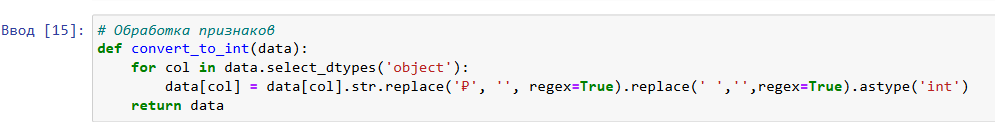 Ввод [15]:
# Обработка признаков
def convert_to_int(data):
    for col in data.select_dtypes('object'):
        data[col] = data[col].str.replace('₽', '', regex=True).replace(' ','',regex=True).astype('int')
    return data